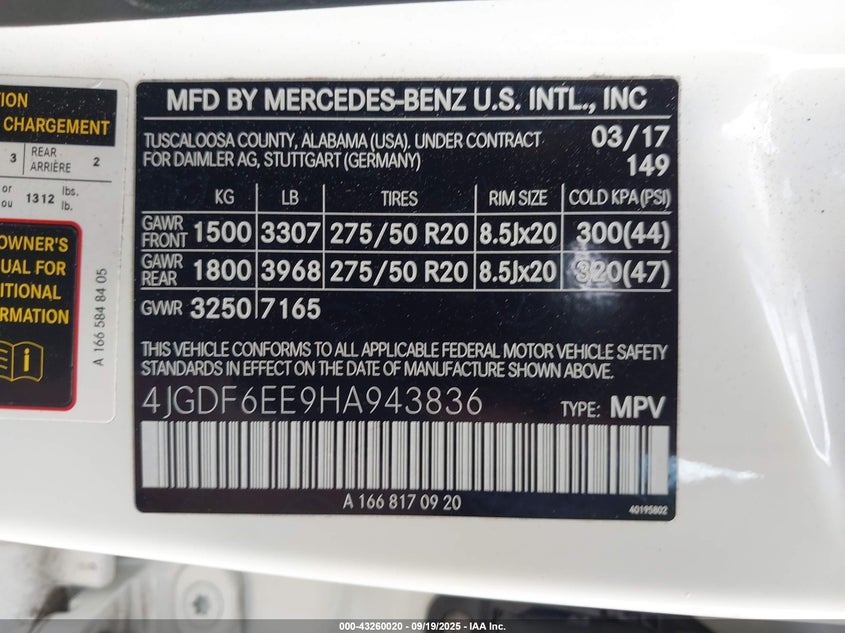 TION
CHARGEMENT
3 REAR ARRIÈRE 2
or ou 1312 lbs. lb.
OWNER'S
UAL FOR
ITIONAL
RMATION
A 166 584 84 05
MFD BY MERCEDES-BENZ U.S. INTL., INC
TUSCALOOSA COUNTY, ALABAMA (USA). UNDER CONTRACT 03/17
FOR DAIMLER AG, STUTTGART (GERMANY) 149
KG LB TIRES RIM SIZE COLD KPA(PSI)
GAWR FRONT 1500 3307 275/50 R20 8.5Jx20 300(44)
GAWR REAR 1800 3968 275/50 R20 8.5Jx20 320(47)
GVWR 3250 7165
THIS VEHICLE CONFORMS TO ALL APPLICABLE FEDERAL MOTOR VEHICLE SAFETY
STANDARDS IN EFFECT ON THE DATE OF MANUFACTURE SHOWN ABOVE.
4JGDF6EE9HA943836 TYPE: MPV
A 166 817 09 20
40195802
000-43260020 - 09/19/2025 - IAA Inc.